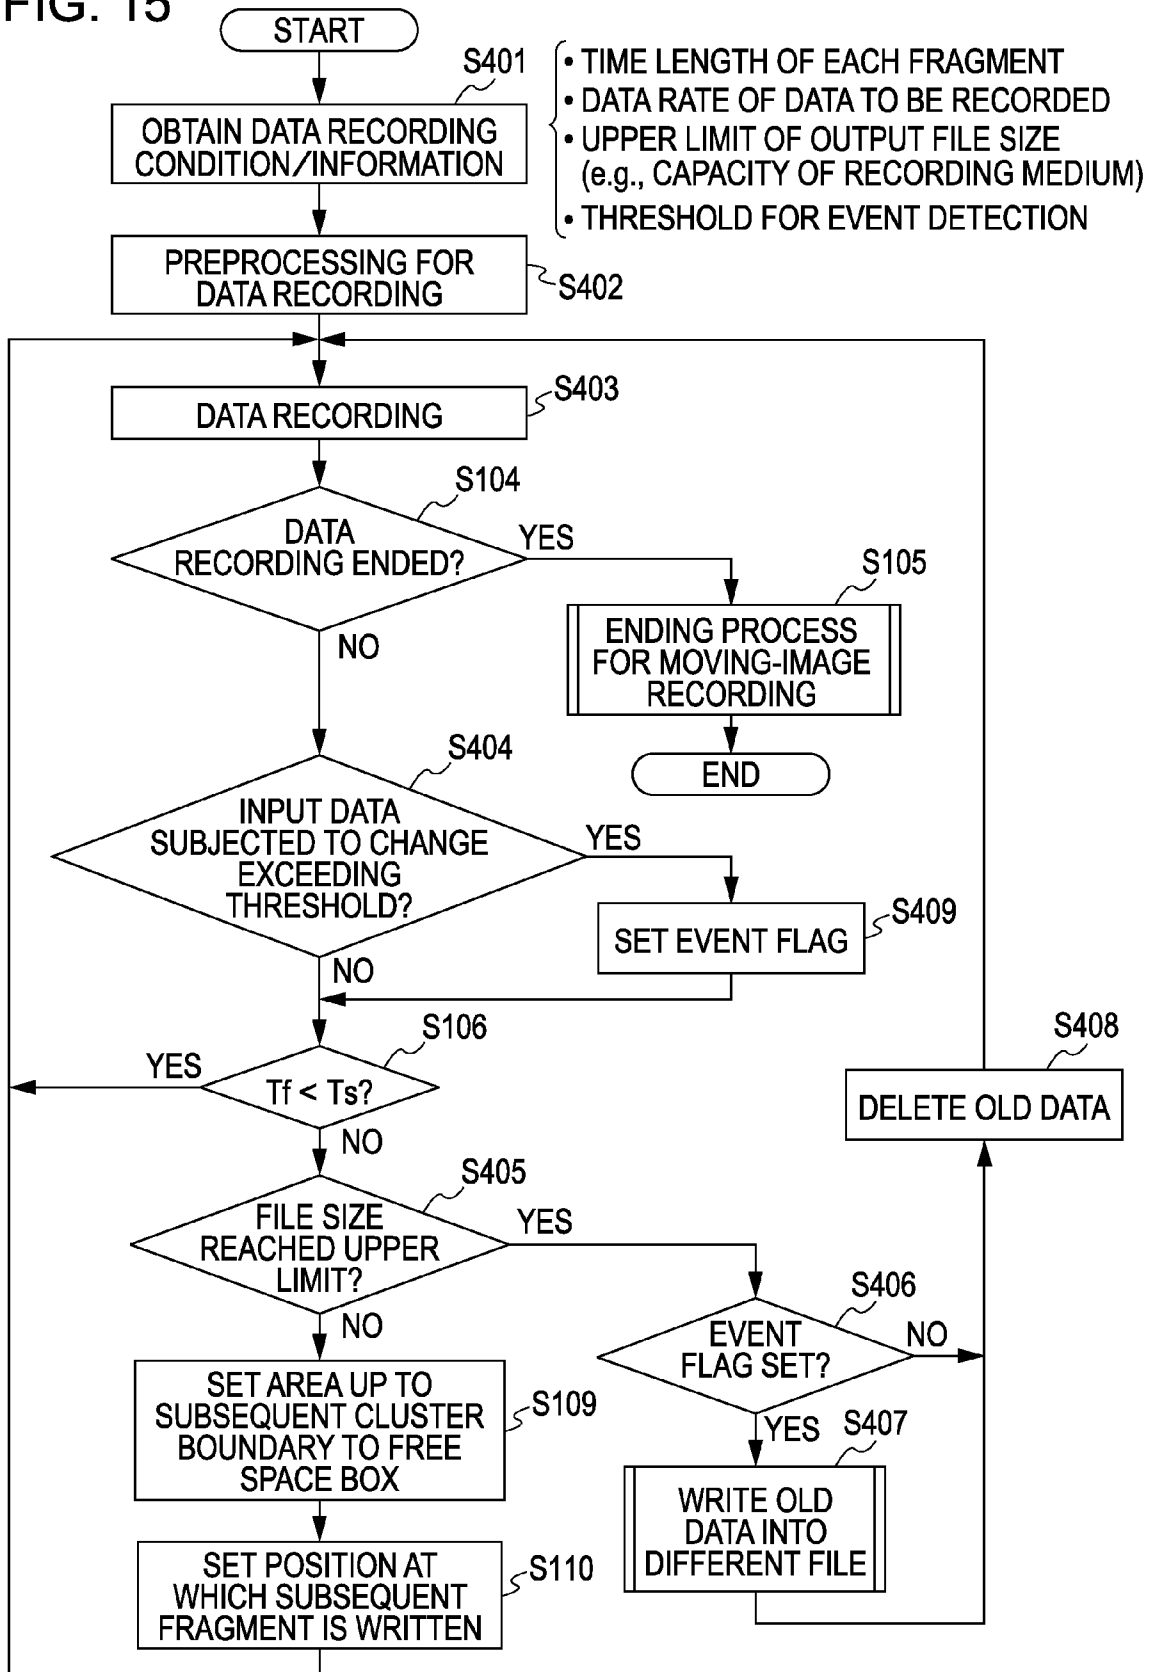 FIG. 15
START
S401
OBTAIN DATA RECORDING
CONDITION/INFORMATION
• TIME LENGTH OF EACH FRAGMENT
• DATA RATE OF DATA TO BE RECORDED
• UPPER LIMIT OF OUTPUT FILE SIZE
(e.g., CAPACITY OF RECORDING MEDIUM)
• THRESHOLD FOR EVENT DETECTION
PREPROCESSING FOR
DATA RECORDING
S402
DATA RECORDING
S403
S104
DATA
RECORDING ENDED?
YES
NO
S105
ENDING PROCESS
FOR MOVING-IMAGE
RECORDING
END
S404
INPUT DATA
SUBJECTED TO CHANGE
EXCEEDING
THRESHOLD?
YES
NO
SET EVENT FLAG
S409
S106
Tf < Ts?
YES
NO
S408
DELETE OLD DATA
S405
FILE SIZE
REACHED UPPER
LIMIT?
YES
NO
S406
EVENT
FLAG SET?
NO
YES
SET AREA UP TO
SUBSEQUENT CLUSTER
BOUNDARY TO FREE
SPACE BOX
S109
S407
WRITE OLD
DATA INTO
DIFFERENT FILE
SET POSITION AT
WHICH SUBSEQUENT
FRAGMENT IS WRITTEN
S110